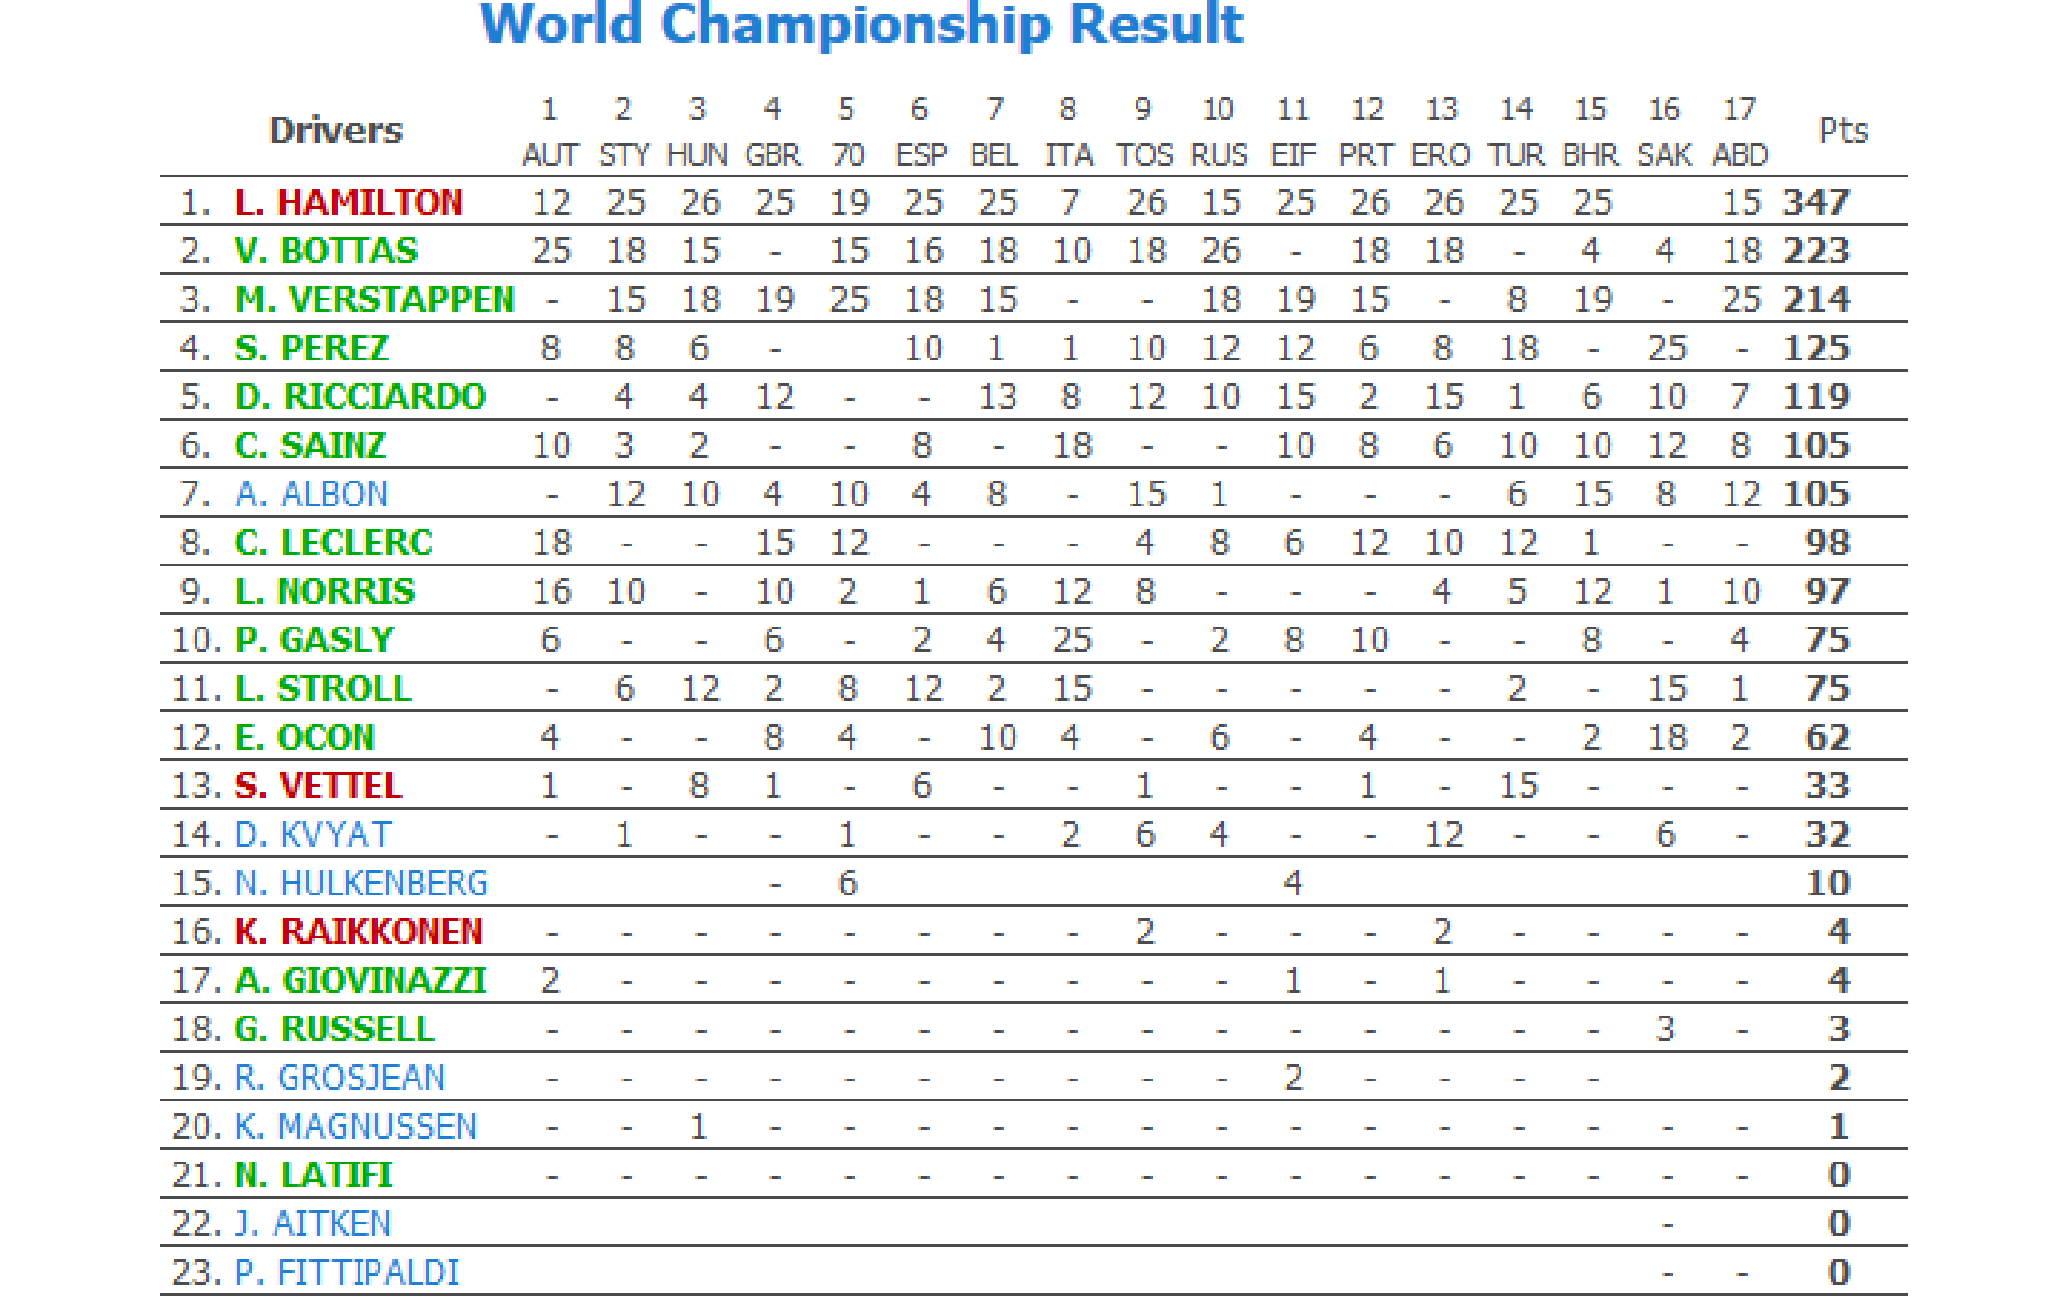 World Championship Result
Drivers 1 2 3 4 5 6 7 8 9 10 11 12 13 14 15 16 17 Pts
AUT STY HUN GBR 70 ESP BEL ITA TOS RUS EIF PRT ERO TUR BHR SAK ABD
1. L. HAMILTON 12 25 26 25 19 25 25 7 26 15 25 26 26 25 25 15 347
2. V. BOTTAS 25 18 15 - 15 16 18 10 18 26 - 18 18 - 4 4 18 223
3. M. VERSTAPPEN - 15 18 19 25 18 15 - - 18 19 15 - 8 19 - 25 214
4. S. PEREZ 8 8 6 - 10 1 1 10 12 12 6 8 18 - 25 - 125
5. D. RICCIARDO - 4 4 12 - - 13 8 12 10 15 2 15 1 6 10 7 119
6. C. SAINZ 10 3 2 - - 8 - 18 - - 10 8 6 10 10 12 8 105
7. A. ALBON - 12 10 4 10 4 8 - 15 1 - - - 6 15 8 12 105
8. C. LECLERC 18 - - 15 12 - - - 4 8 6 12 10 12 1 - - 98
9. L. NORRIS 16 10 - 10 2 1 6 12 8 - - - 4 5 12 1 10 97
10. P. GASLY 6 - - 6 - 2 4 25 - 2 8 10 - - 8 - 4 75
11. L. STROLL - 6 12 2 8 12 2 15 - - - - - 2 - 15 1 75
12. E. OCON 4 - - 8 4 - 10 4 - 6 - 4 - - 2 18 2 62
13. S. VETTEL 1 - 8 1 - 6 - - 1 - - 1 - 15 - - - 33
14. D. KVYAT - 1 - - 1 - - 2 6 4 - - 12 - - 6 - 32
15. N. HULKENBERG - 6 4 10
16. K. RAIKKONEN - - - - - - - - 2 - - - 2 - - - - 4
17. A. GIOVINAZZI 2 - - - - - - - - - 1 - 1 - - - - 4
18. G. RUSSELL - - - - - - - - - - - - - - - 3 - 3
19. R. GROSJEAN - - - - - - - - - - 2 - - - - 2
20. K. MAGNUSSEN - - 1 - - - - - - - - - - - - - - 1
21. N. LATIFI - - - - - - - - - - - - - - - - - 0
22. J. AITKEN - 0
23. P. FITTIPALDI - - 0